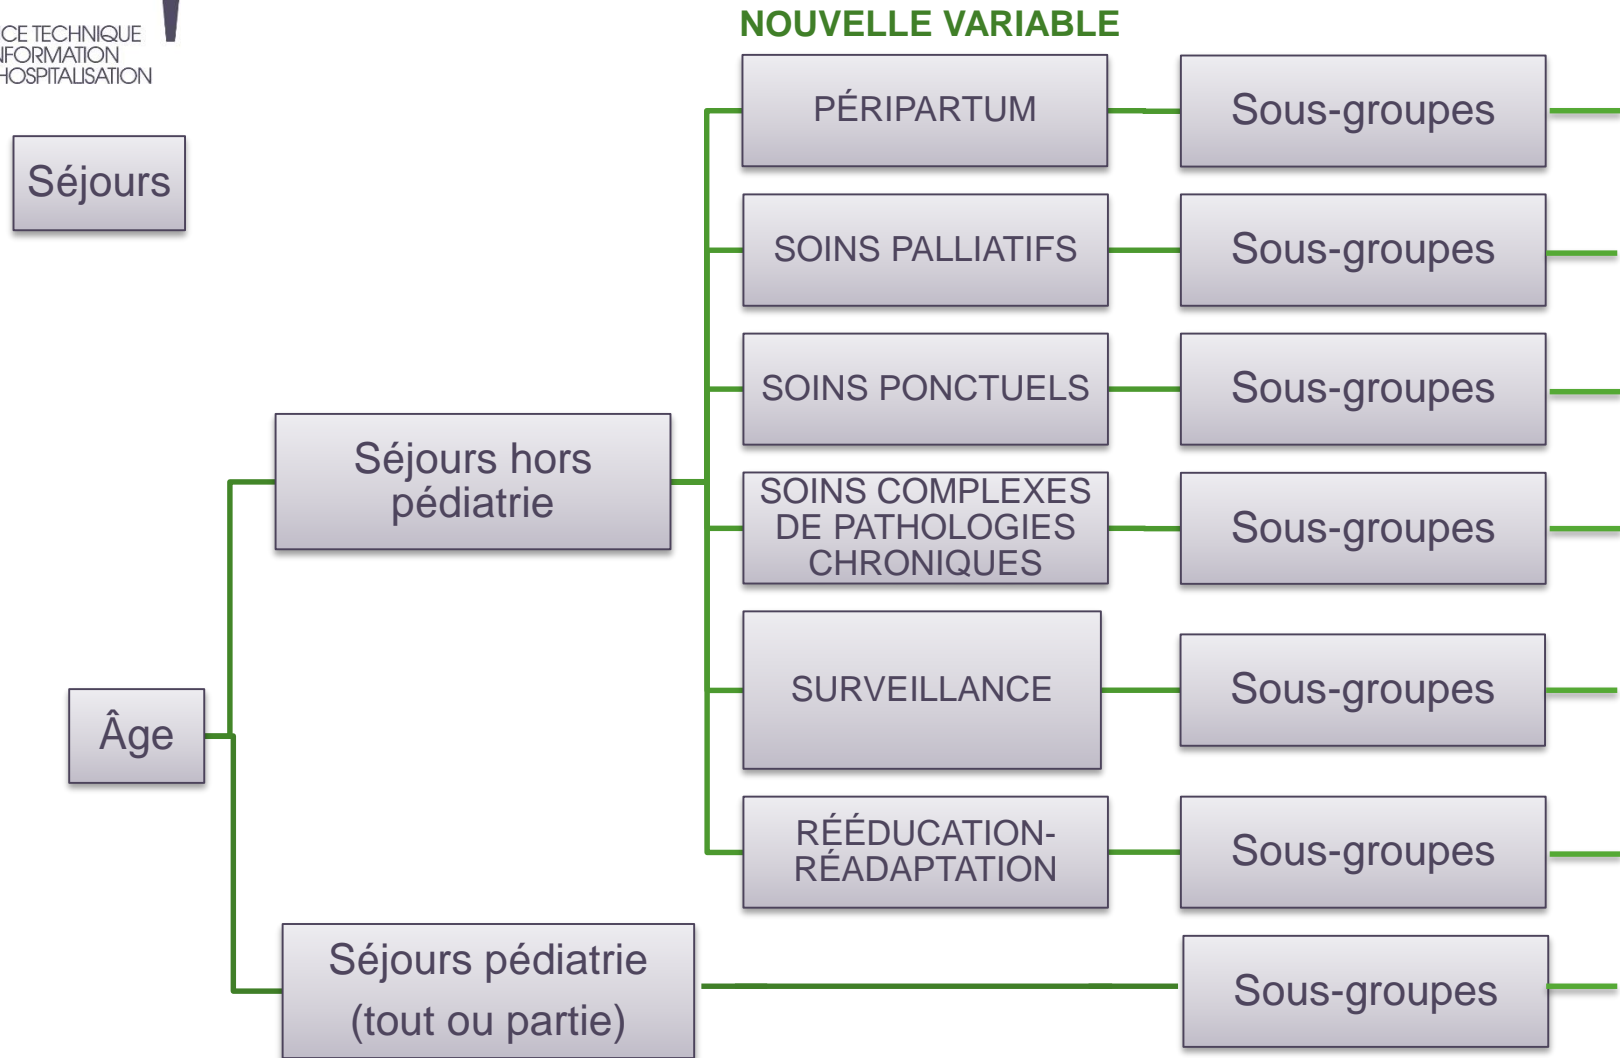 CE TECHNIQUE
NFORMATION
HOSPITALISATION
NOUVELLE VARIABLE
Séjours
PÉRIPARTUM
Sous-groupes
SOINS PALLIATIFS
Sous-groupes
SOINS PONCTUELS
Sous-groupes
Séjours hors
pédiatrie
SOINS COMPLEXES
DE PATHOLOGIES
CHRONIQUES
Sous-groupes
Âge
SURVEILLANCE
Sous-groupes
RÉÉDUCATION-
RÉADAPTATION
Sous-groupes
Séjours pédiatrie
(tout ou partie)
Sous-groupes